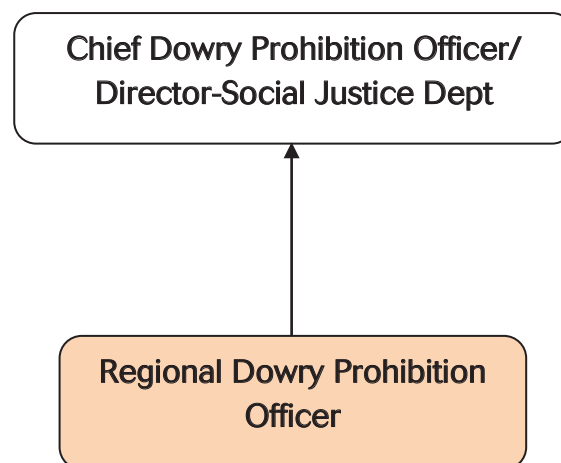 Chief Dowry Prohibition Officer/
Director-Social Justice Dept
Regional Dowry Prohibition
Officer